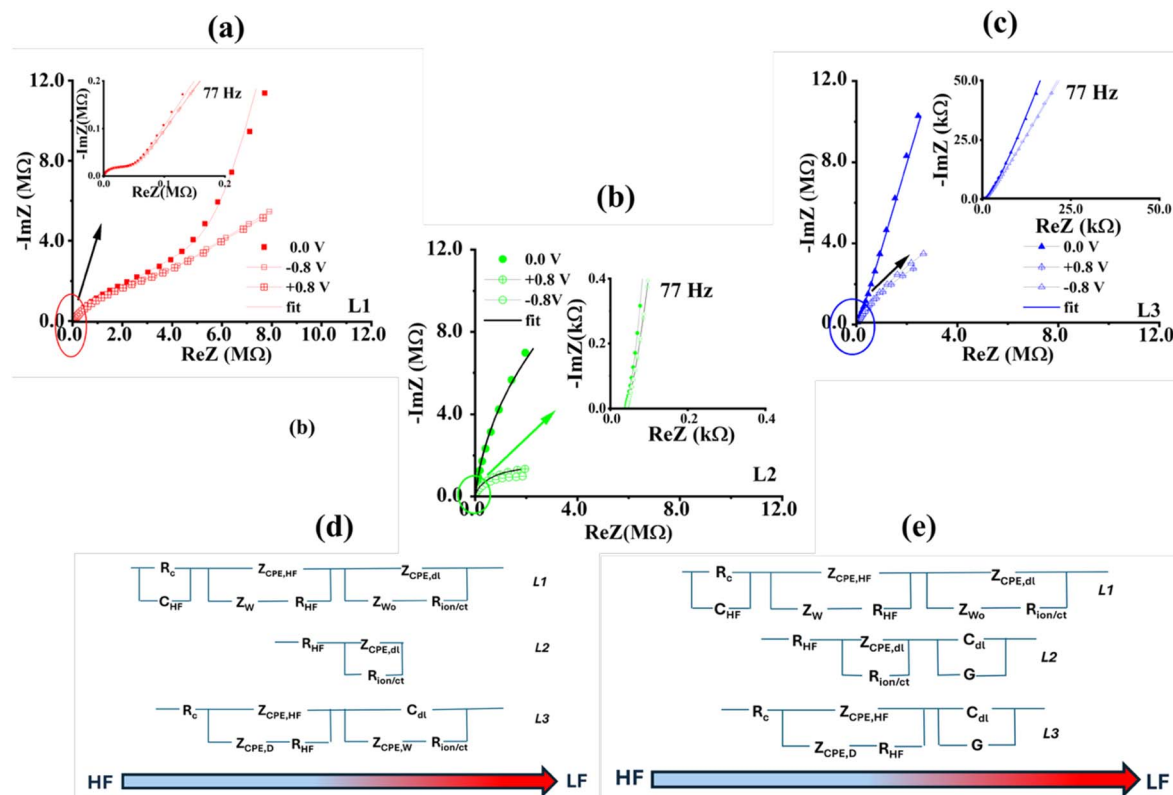 (a)
12.0
8.0
4.0
0.0
-ImZ (MΩ)
0.0 2.0 4.0 6.0 8.0 10.0 12.0
ReZ (MΩ)
0.2
0.1
0.0
-ImZ(MΩ)
0.0 0.1 0.2
ReZ(MΩ)
77 Hz
0.0 V
-0.8 V
+0.8 V
fit
L1
(b)
12.0
8.0
4.0
0.0
-ImZ (MΩ)
0.0 4.0 8.0 12.0
ReZ(MΩ)
0.0 V
+0.8 V
-0.8V
fit
0.4
0.2
0.0
-ImZ(kΩ)
0.0 0.2 0.4
ReZ (kΩ)
77 Hz
L2
(c)
12.0
8.0
4.0
0.0
-ImZ (MΩ)
0.0 4.0 8.0 12.0
ReZ (MΩ)
50.0
25.0
0.0
-ImZ (kΩ)
0.0 25.0 50.0
ReZ (kΩ)
77 Hz
0.0 V
+0.8 V
-0.8 V
fit
L3
(b)
(d)
Rc ZCPE,HF ZCPE,dl L1
CHF ZW RHF ZWo Rion/ct
RHF ZCPE,dl L2
Rion/ct
Rc ZCPE,HF Cdl L3
ZCPE,D RHF ZCPE,W Rion/ct
HF LF
(e)
Rc ZCPE,HF ZCPE,dl L1
CHF ZW RHF ZWo Rion/ct
RHF ZCPE,dl Cdl L2
Rion/ct G
Rc ZCPE,HF Cdl L3
ZCPE,D RHF G
HF LF